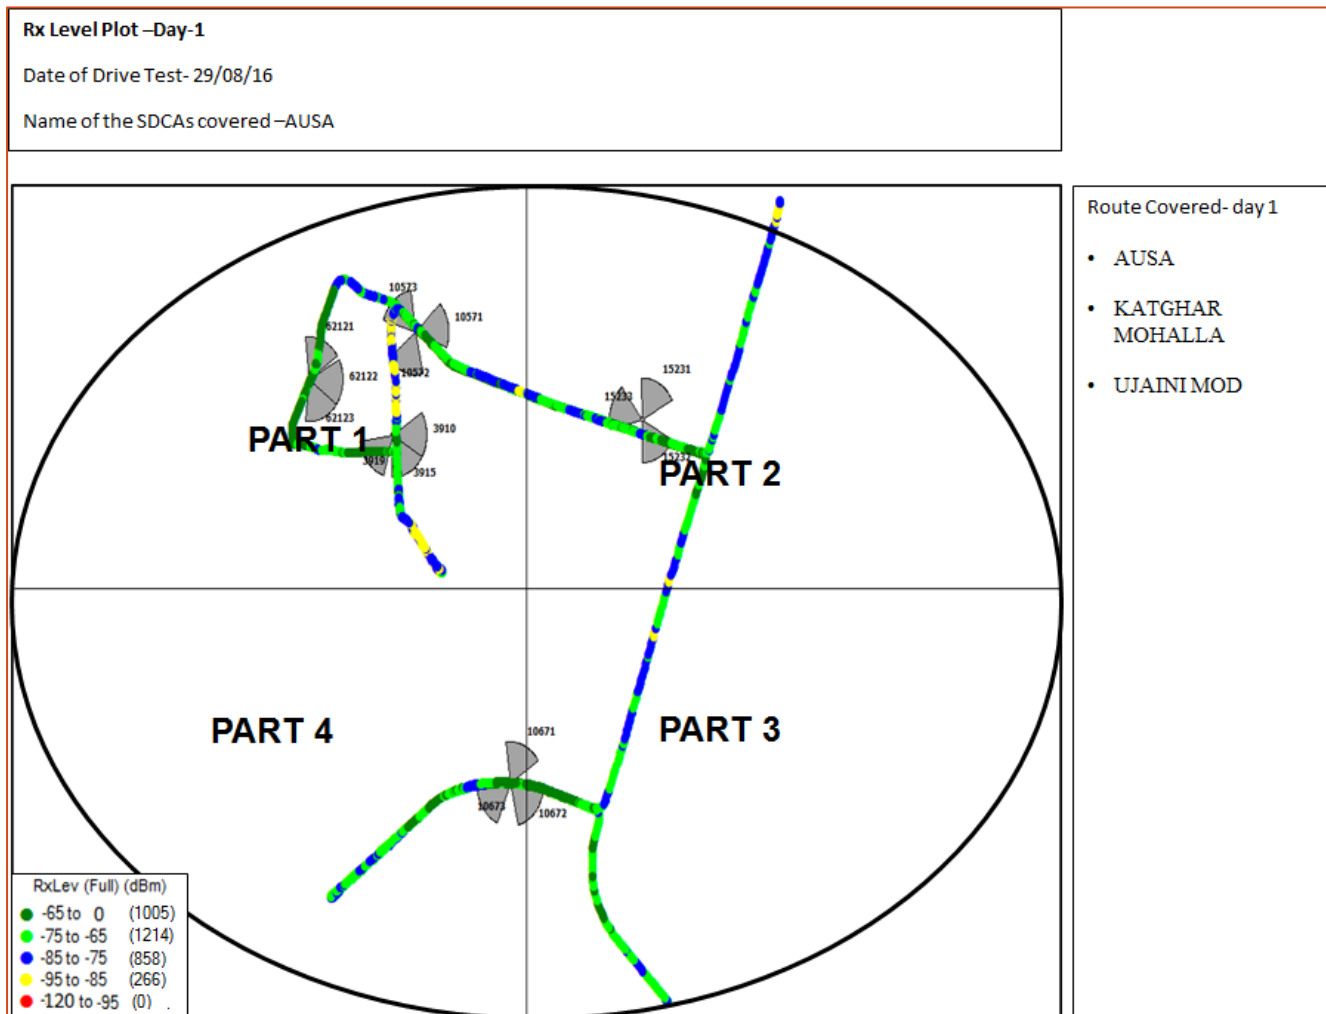 Rx Level Plot –Day-1
Date of Drive Test- 29/08/16
Name of the SDCAs covered –AUSA
Route Covered- day 1
• AUSA
• KATGHAR
MOHALLA
• UJAINI MOD
10573
10571
62121
62122
10572
62123
PART 1
3910
3919
3915
15231
15233
15232
PART 2
PART 4
PART 3
10671
10673
10672
RxLev (Full) (dBm)
-65 to 0 (1005)
-75 to -65 (1214)
-85 to -75 (858)
-95 to -85 (266)
-120 to -95 (0) .